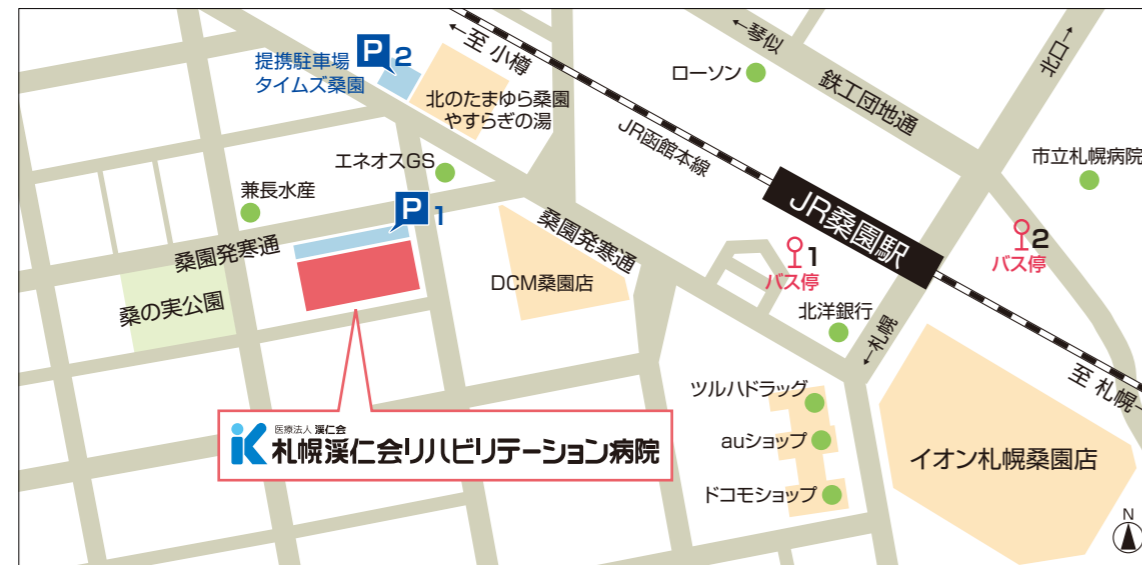 ←至 小樽
←琴似
→北口
提携駐車場
タイムズ桑園
P 2
北のたまゆら桑園
やすらぎの湯
ローソン
鉄工団地通
JR函館本線
市立札幌病院
エネオスGS
兼長水産
P 1
JR桑園駅
桑園発寒通
桑園発寒通
1
バス停
2
バス停
DCM桑園店
桑の実公園
北洋銀行
←札幌
至 札幌→
ツルハドラッグ
auショップ
ドコモショップ
イオン札幌桑園店
医療法人 溪仁会
札幌溪仁会リハビリテーション病院
N